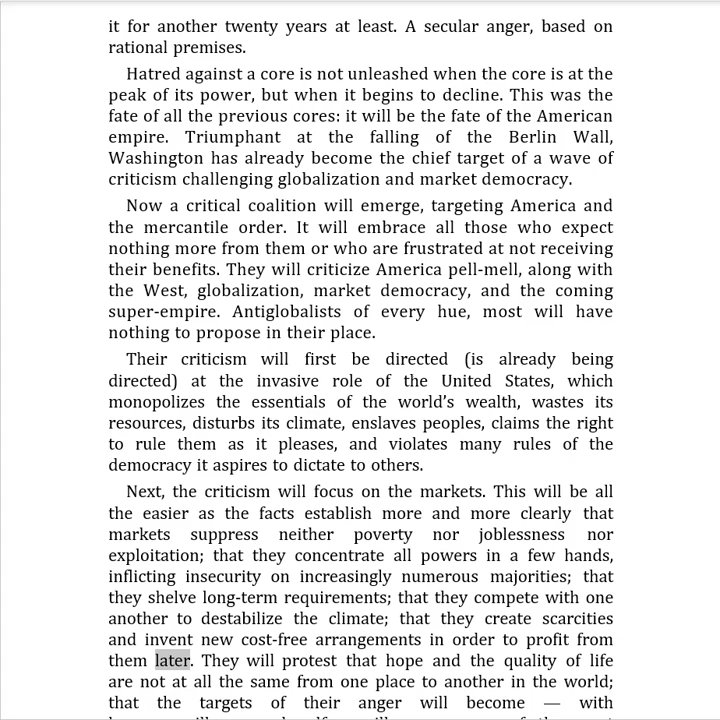 it for another twenty years at least. A secular anger, based on
rational premises.
Hatred against a core is not unleashed when the core is at the
peak of its power, but when it begins to decline. This was the
fate of all the previous cores: it will be the fate of the American
empire. Triumphant at the falling of the Berlin Wall,
Washington has already become the chief target of a wave of
criticism challenging globalization and market democracy.
Now a critical coalition will emerge, targeting America and
the mercantile order. It will embrace all those who expect
nothing more from them or who are frustrated at not receiving
their benefits. They will criticize America pell-mell, along with
the West, globalization, market democracy, and the coming
super-empire. Antiglobalists of every hue, most will have
nothing to propose in their place.
Their criticism will first be directed (is already being
directed) at the invasive role of the United States, which
monopolizes the essentials of the world’s wealth, wastes its
resources, disturbs its climate, enslaves peoples, claims the right
to rule them as it pleases, and violates many rules of the
democracy it aspires to dictate to others.
Next, the criticism will focus on the markets. This will be all
the easier as the facts establish more and more clearly that
markets suppress neither poverty nor joblessness nor
exploitation; that they concentrate all powers in a few hands,
inflicting insecurity on increasingly numerous majorities; that
they shelve long-term requirements; that they compete with one
another to destabilize the climate; that they create scarcities
and invent new cost-free arrangements in order to profit from
them later. They will protest that hope and the quality of life
are not at all the same from one place to another in the world;
that the targets of their anger will become — with